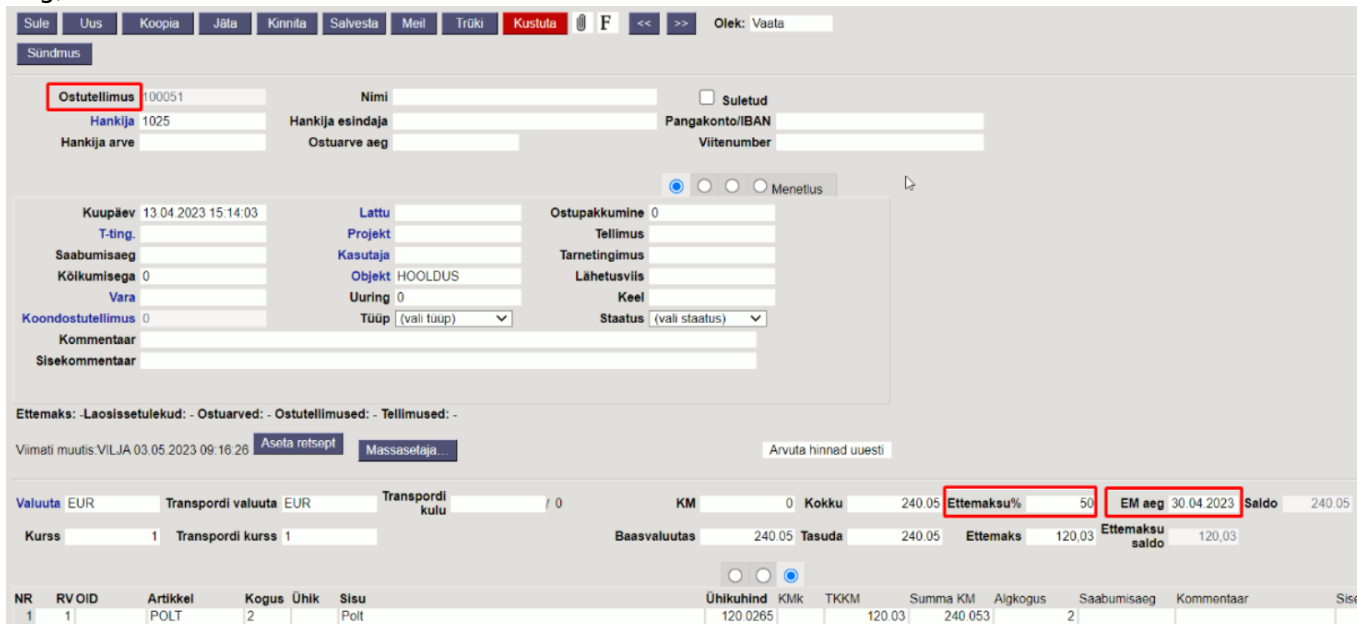 Sule Uus Koopia Jäta Kinnita Salvesta Meil Trüki Kustuta F << >> Olek: Vaata
Sündmus
Ostutellimus 100051 Nimi Suletud
Hankija 1025 Hankija esindaja Pangakonto/IBAN
Hankija arve Ostuarve aeg Viitenumber
Menetlus
Kuupäev 13.04.2023 15:14:03 Lattu Ostupakkumine 0
T-ting. Projekt Tellimus
Saabumisaeg Kasutaja Tarnetingimus
Kõikumisega 0 Objekt HOOLDUS Lähetusviis
Vara Uuring 0 Keel
Koondostutellimus 0 Tüüp (vali tüüp) Staatus (vali staatus)
Kommentaar
Sisekommentaar
Ettemaks: -Laosissetulekud: - Ostuarved: - Ostutellimused: - Tellimused: -
Viimati muutis:VILJA 03.05.2023 09:16:26 Aseta retsept Massasetaja... Arvuta hinnad uuesti
Valuuta EUR Transpordi valuuta EUR Transpordi kulu / 0 KM 0 Kokku 240.05 Ettemaksu% 50 EM aeg 30.04.2023 Saldo 240.05
Kurss 1 Transpordi kurss 1 Baasvaluutas 240.05 Tasuda 240.05 Ettemaks 120,03 Ettemaksu saldo 120,03
NR RV OID Artikkel Kogus Ühik Sisu Ühikuhind KMk TKKM Summa KM Algkogus Saabumisaeg Kommentaar Sise
1 1 POLT 2 Polt 120.0265 120.03 240.053 2